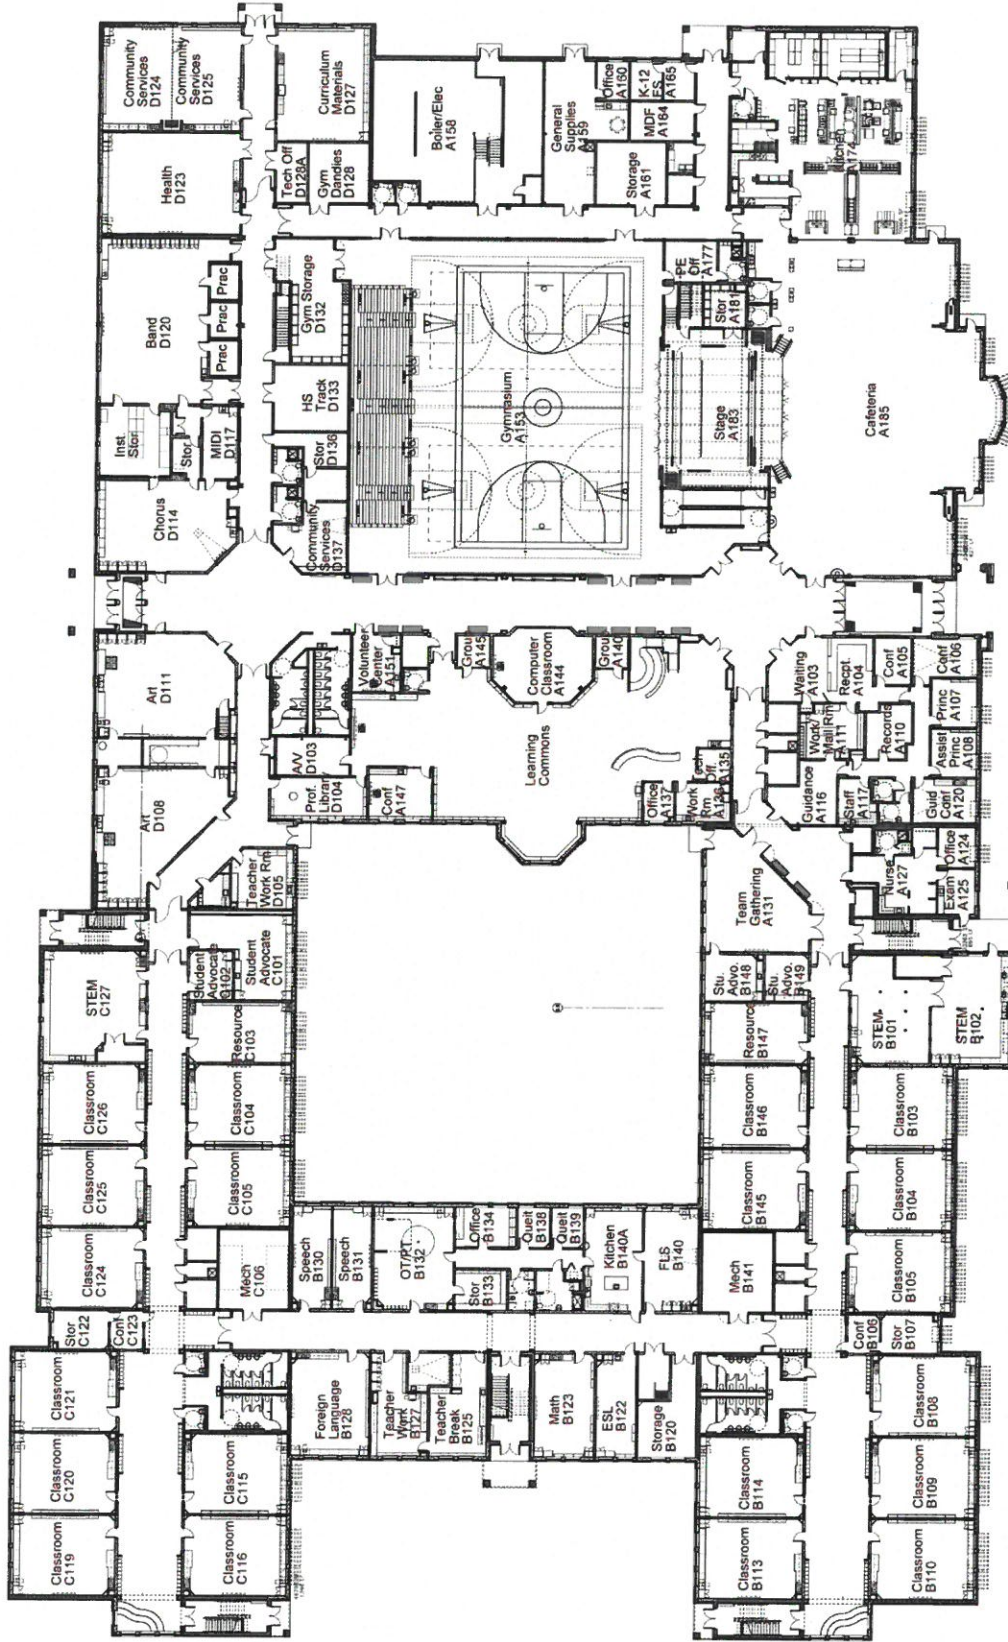 Community
Services
D124
Community
Services
D125
Health
D123
Band
D120
Prac
Prac
Prac
Inst.
Stor
Stor
MIDI
D117
Chorus
D114
Art
D111
Art
D108
Curriculum
Materials
D127
Tech Off
D128A
Gym
Dandies
D128
Gym Storage
D132
HS
Track
D133
Stor
D136
Community
Services
D137
Boiler/Elec
A158
General
Supplies
A159
Office
A160
K-12
ES
A165
MDF
A164
Storage
A161
Kitchen
A174
Gymnasium
A153
PE
Off
A177
Stor
A181
Stage
A183
Cafeteria
A185
Volunteer
Center
A151
Grou
A145
Computer
Classroom
A144
Grou
A140
Learning
Commons
A/V
D103
Prof.
Library
D104
Conf
A147
Office
A137
Work
Rm
A136
Tech
Off.
A135
Waiting
A103
Recpt.
A104
Conf
A105
Conf
A106
Princ
A107
Work/
Mail Rm
A111
Records
A110
Assist
Princ
A108
Guidance
A116
Staff
A117
Guid
Conf
A120
Nurse
A127
Office
A124
Exam
A125
Team
Gathering
A131
Teacher
Work Rm
D105
Student
Advocate
C102
Student
Advocate
C101
STEM
C127
Resource
C103
Classroom
C126
Classroom
C104
Classroom
C125
Classroom
C105
Classroom
C124
Mech
C106
Stor
C122
Conf
C123
Classroom
C121
Classroom
C120
Classroom
C115
Classroom
C119
Classroom
C116
Speech
B130
Speech
B131
OT/PT
B132
Office
B134
Stor
B133
Queit
B138
Queit
B139
Kitchen
B140A
FLS
B140
Foreign
Language
B128
Teacher
Work
B127
Teacher
Break
B125
Math
B123
ESL
B122
Storage
B120
Stu.
Advo.
B148
Stu.
Advo.
B149
Resource
B147
STEM
B101
STEM
B102
Classroom
B146
Classroom
B103
Classroom
B145
Classroom
B104
Mech
B141
Classroom
B105
Conf
B106
Stor
B107
Classroom
B108
Classroom
B114
Classroom
B109
Classroom
B113
Classroom
B110